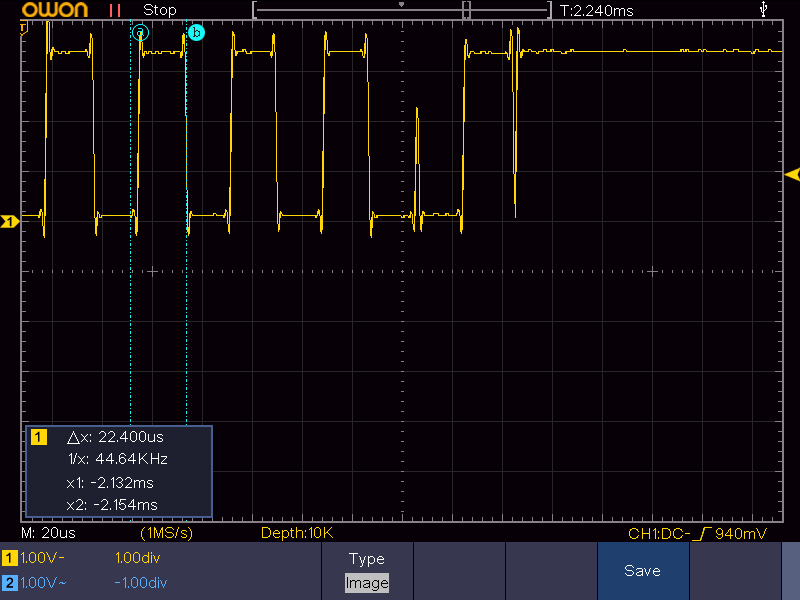 OWON Stop T:2.240ms
T
a b
1
1 Δx: 22.400us
1/x: 44.64KHz
x1: -2.132ms
x2: -2.154ms
M: 20us (1MS/s) Depth:10K CH1:DC- 940mV
1 1.00V- 1.00div
2 1.00V~ -1.00div
Type
Image
Save